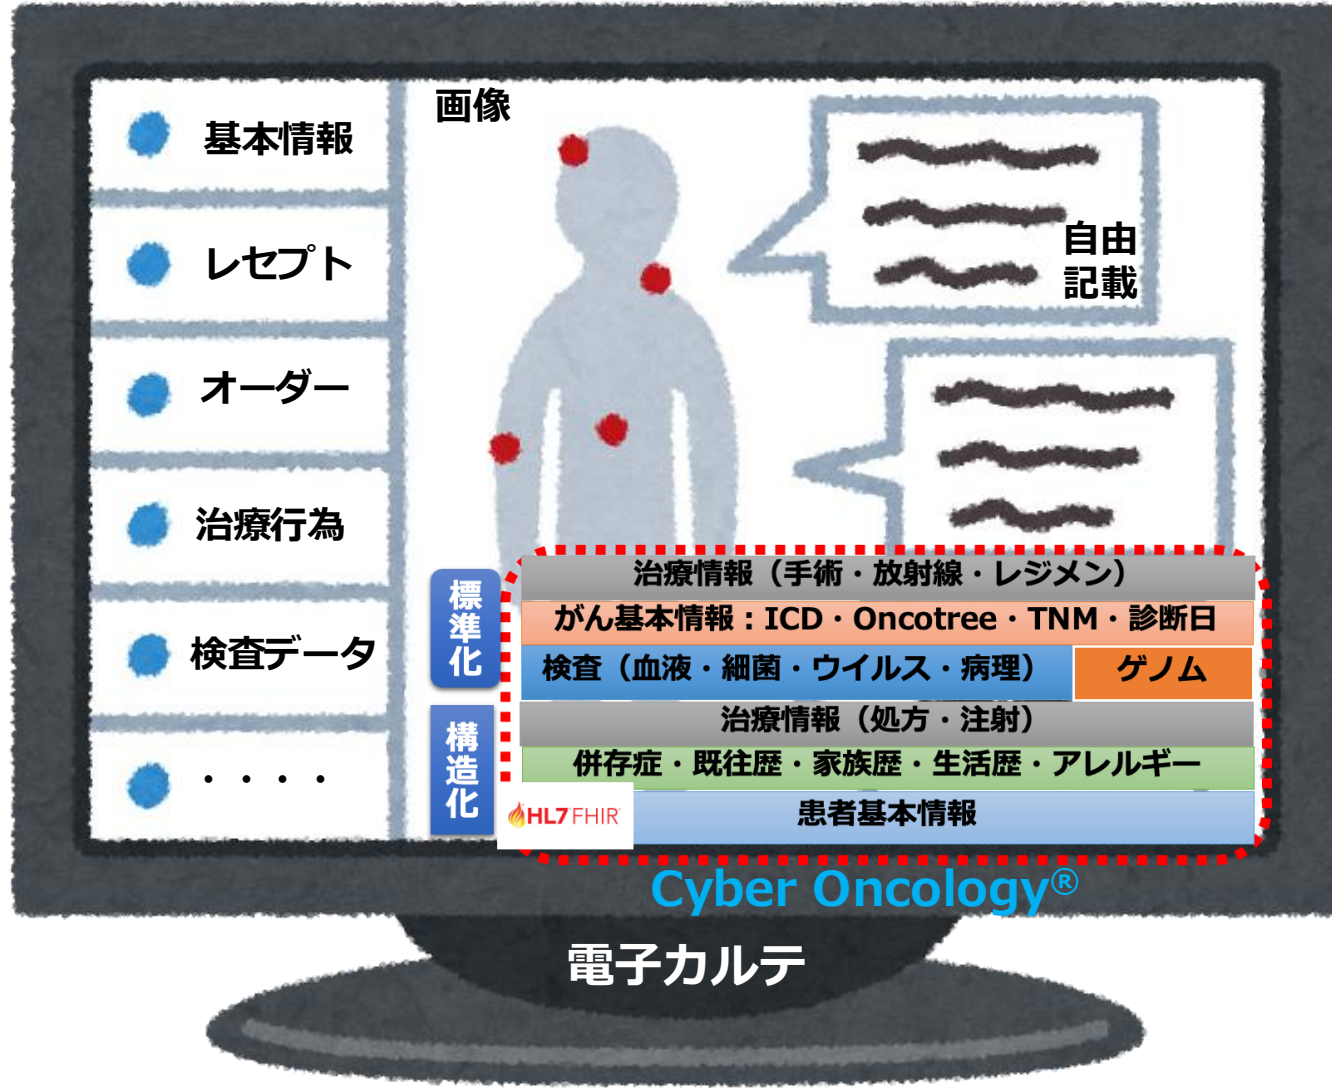 基本情報
レセプト
オーダー
治療行為
検査データ
・・・・
画像
自由
記載
標準化
構造化
治療情報（手術・放射線・レジメン）
がん基本情報：ICD・Oncotree・TNM・診断日
検査（血液・細菌・ウイルス・病理）
ゲノム
治療情報（処方・注射）
併存症・既往歴・家族歴・生活歴・アレルギー
HL7 FHIR
患者基本情報
Cyber Oncology®
電子カルテ